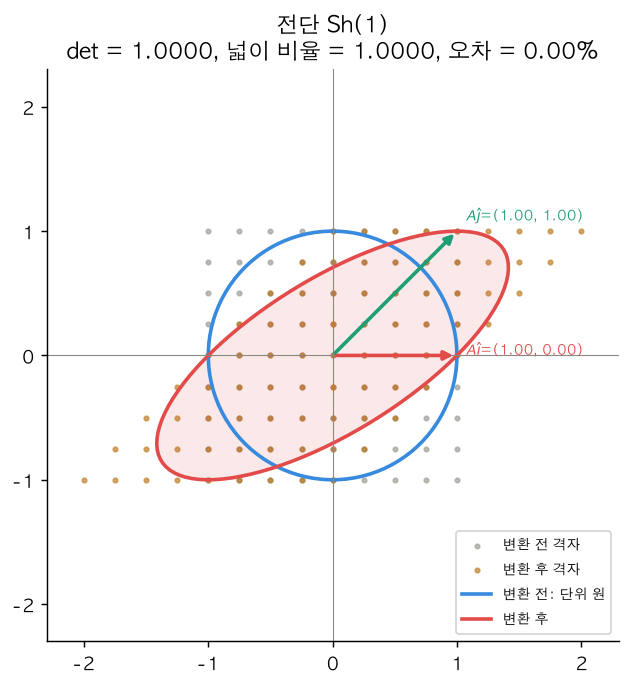 전단 Sh(1)
det = 1.0000, 넓이 비율 = 1.0000, 오차 = 0.00%
2
Aĵ=(1.00, 1.00)
1
0
Aî=(1.00, 0.00)
-1
변환 전 격자
변환 후 격자
변환 전: 단위 원
변환 후
-2
-2 -1 0 1 2